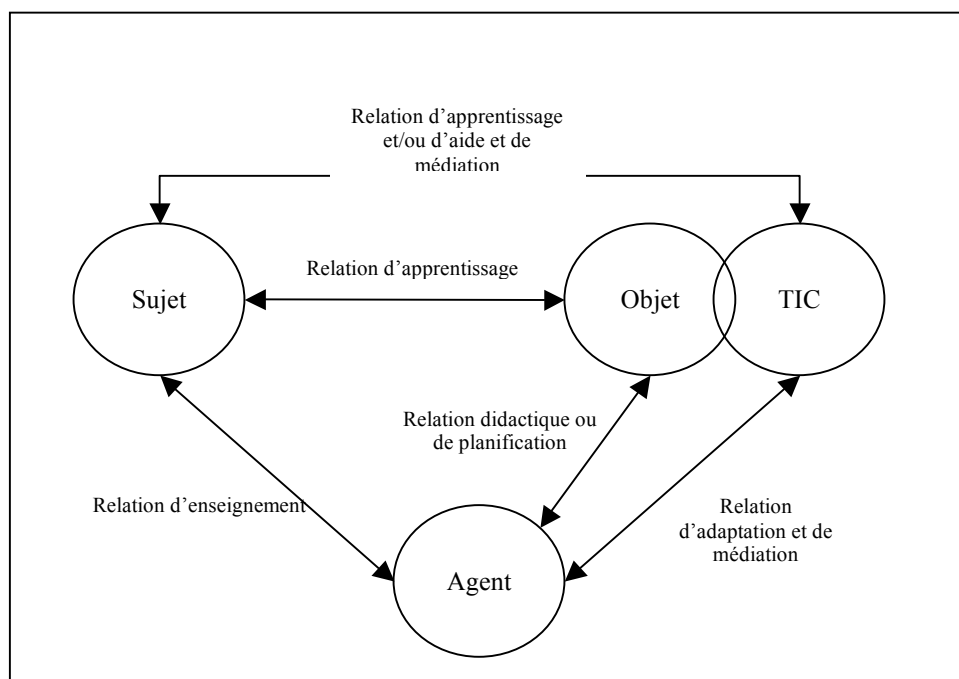 Relation d’apprentissage
et/ou d’aide et de
médiation
Relation d’apprentissage
Sujet
Objet
TIC
Relation didactique ou
de planification
Relation d’enseignement
Relation
d’adaptation et de
médiation
Agent